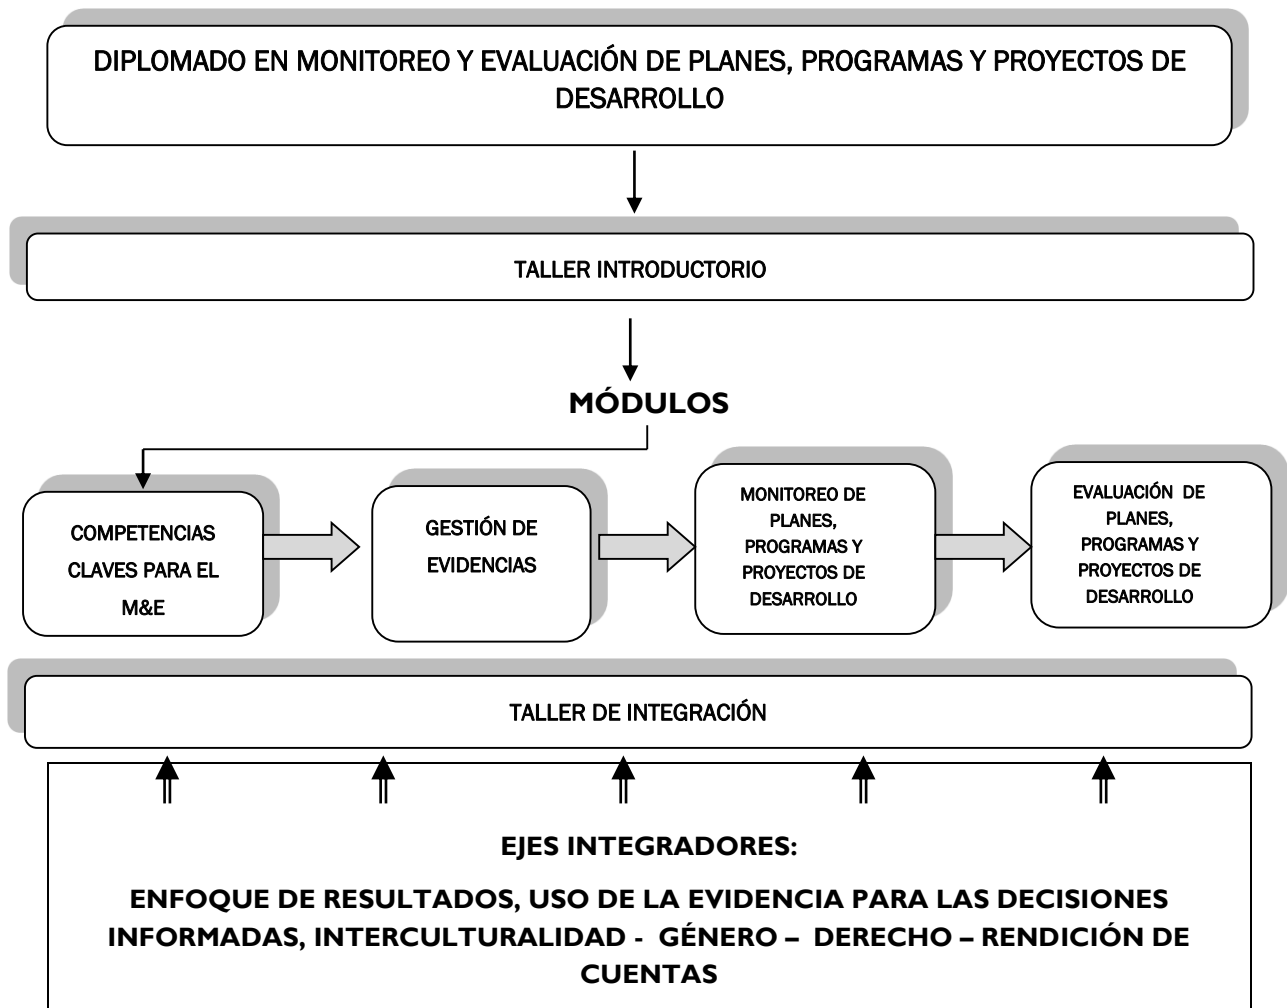 DIPLOMADO EN MONITOREO Y EVALUACIÓN DE PLANES, PROGRAMAS Y PROYECTOS DE
DESARROLLO
TALLER INTRODUCTORIO
MÓDULOS
COMPETENCIAS
CLAVES PARA EL
M&E
GESTIÓN DE
EVIDENCIAS
MONITOREO DE
PLANES,
PROGRAMAS Y
PROYECTOS DE
DESARROLLO
EVALUACIÓN DE
PLANES,
PROGRAMAS Y
PROYECTOS DE
DESARROLLO
TALLER DE INTEGRACIÓN
EJES INTEGRADORES:
ENFOQUE DE RESULTADOS, USO DE LA EVIDENCIA PARA LAS DECISIONES
INFORMADAS, INTERCULTURALIDAD - GÉNERO – DERECHO – RENDICIÓN DE
CUENTAS